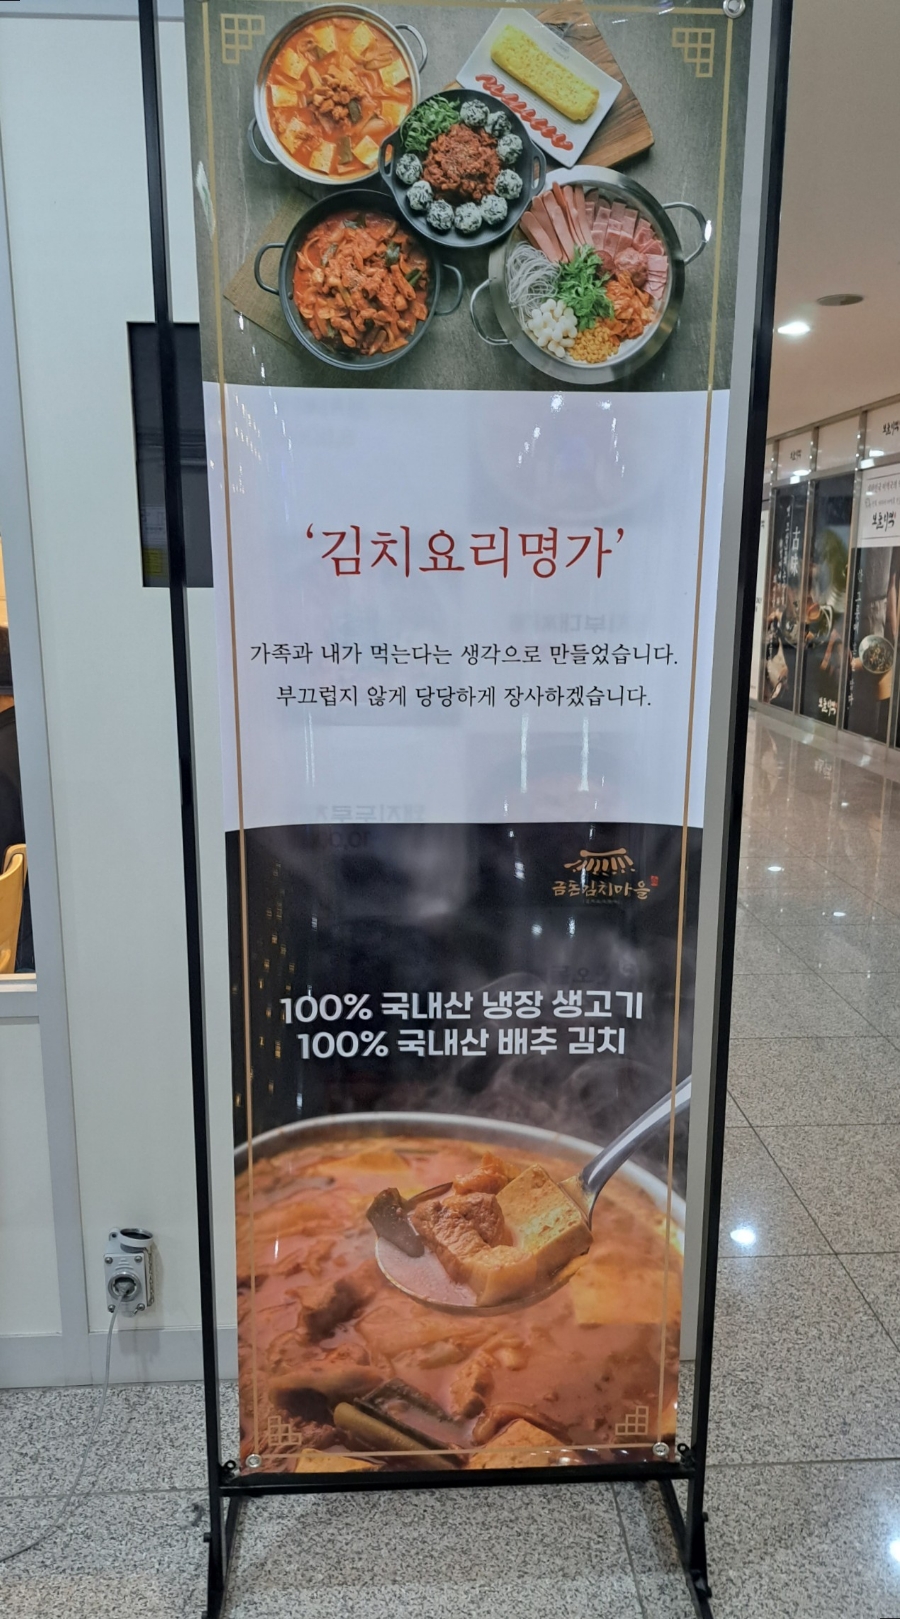 ‘김치요리명가’
가족과 내가 먹는다는 생각으로 만들었습니다.
부끄럽지 않게 당당하게 장사하겠습니다.
금촌김치마을
100% 국내산 냉장 생고기
100% 국내산 배추 김치